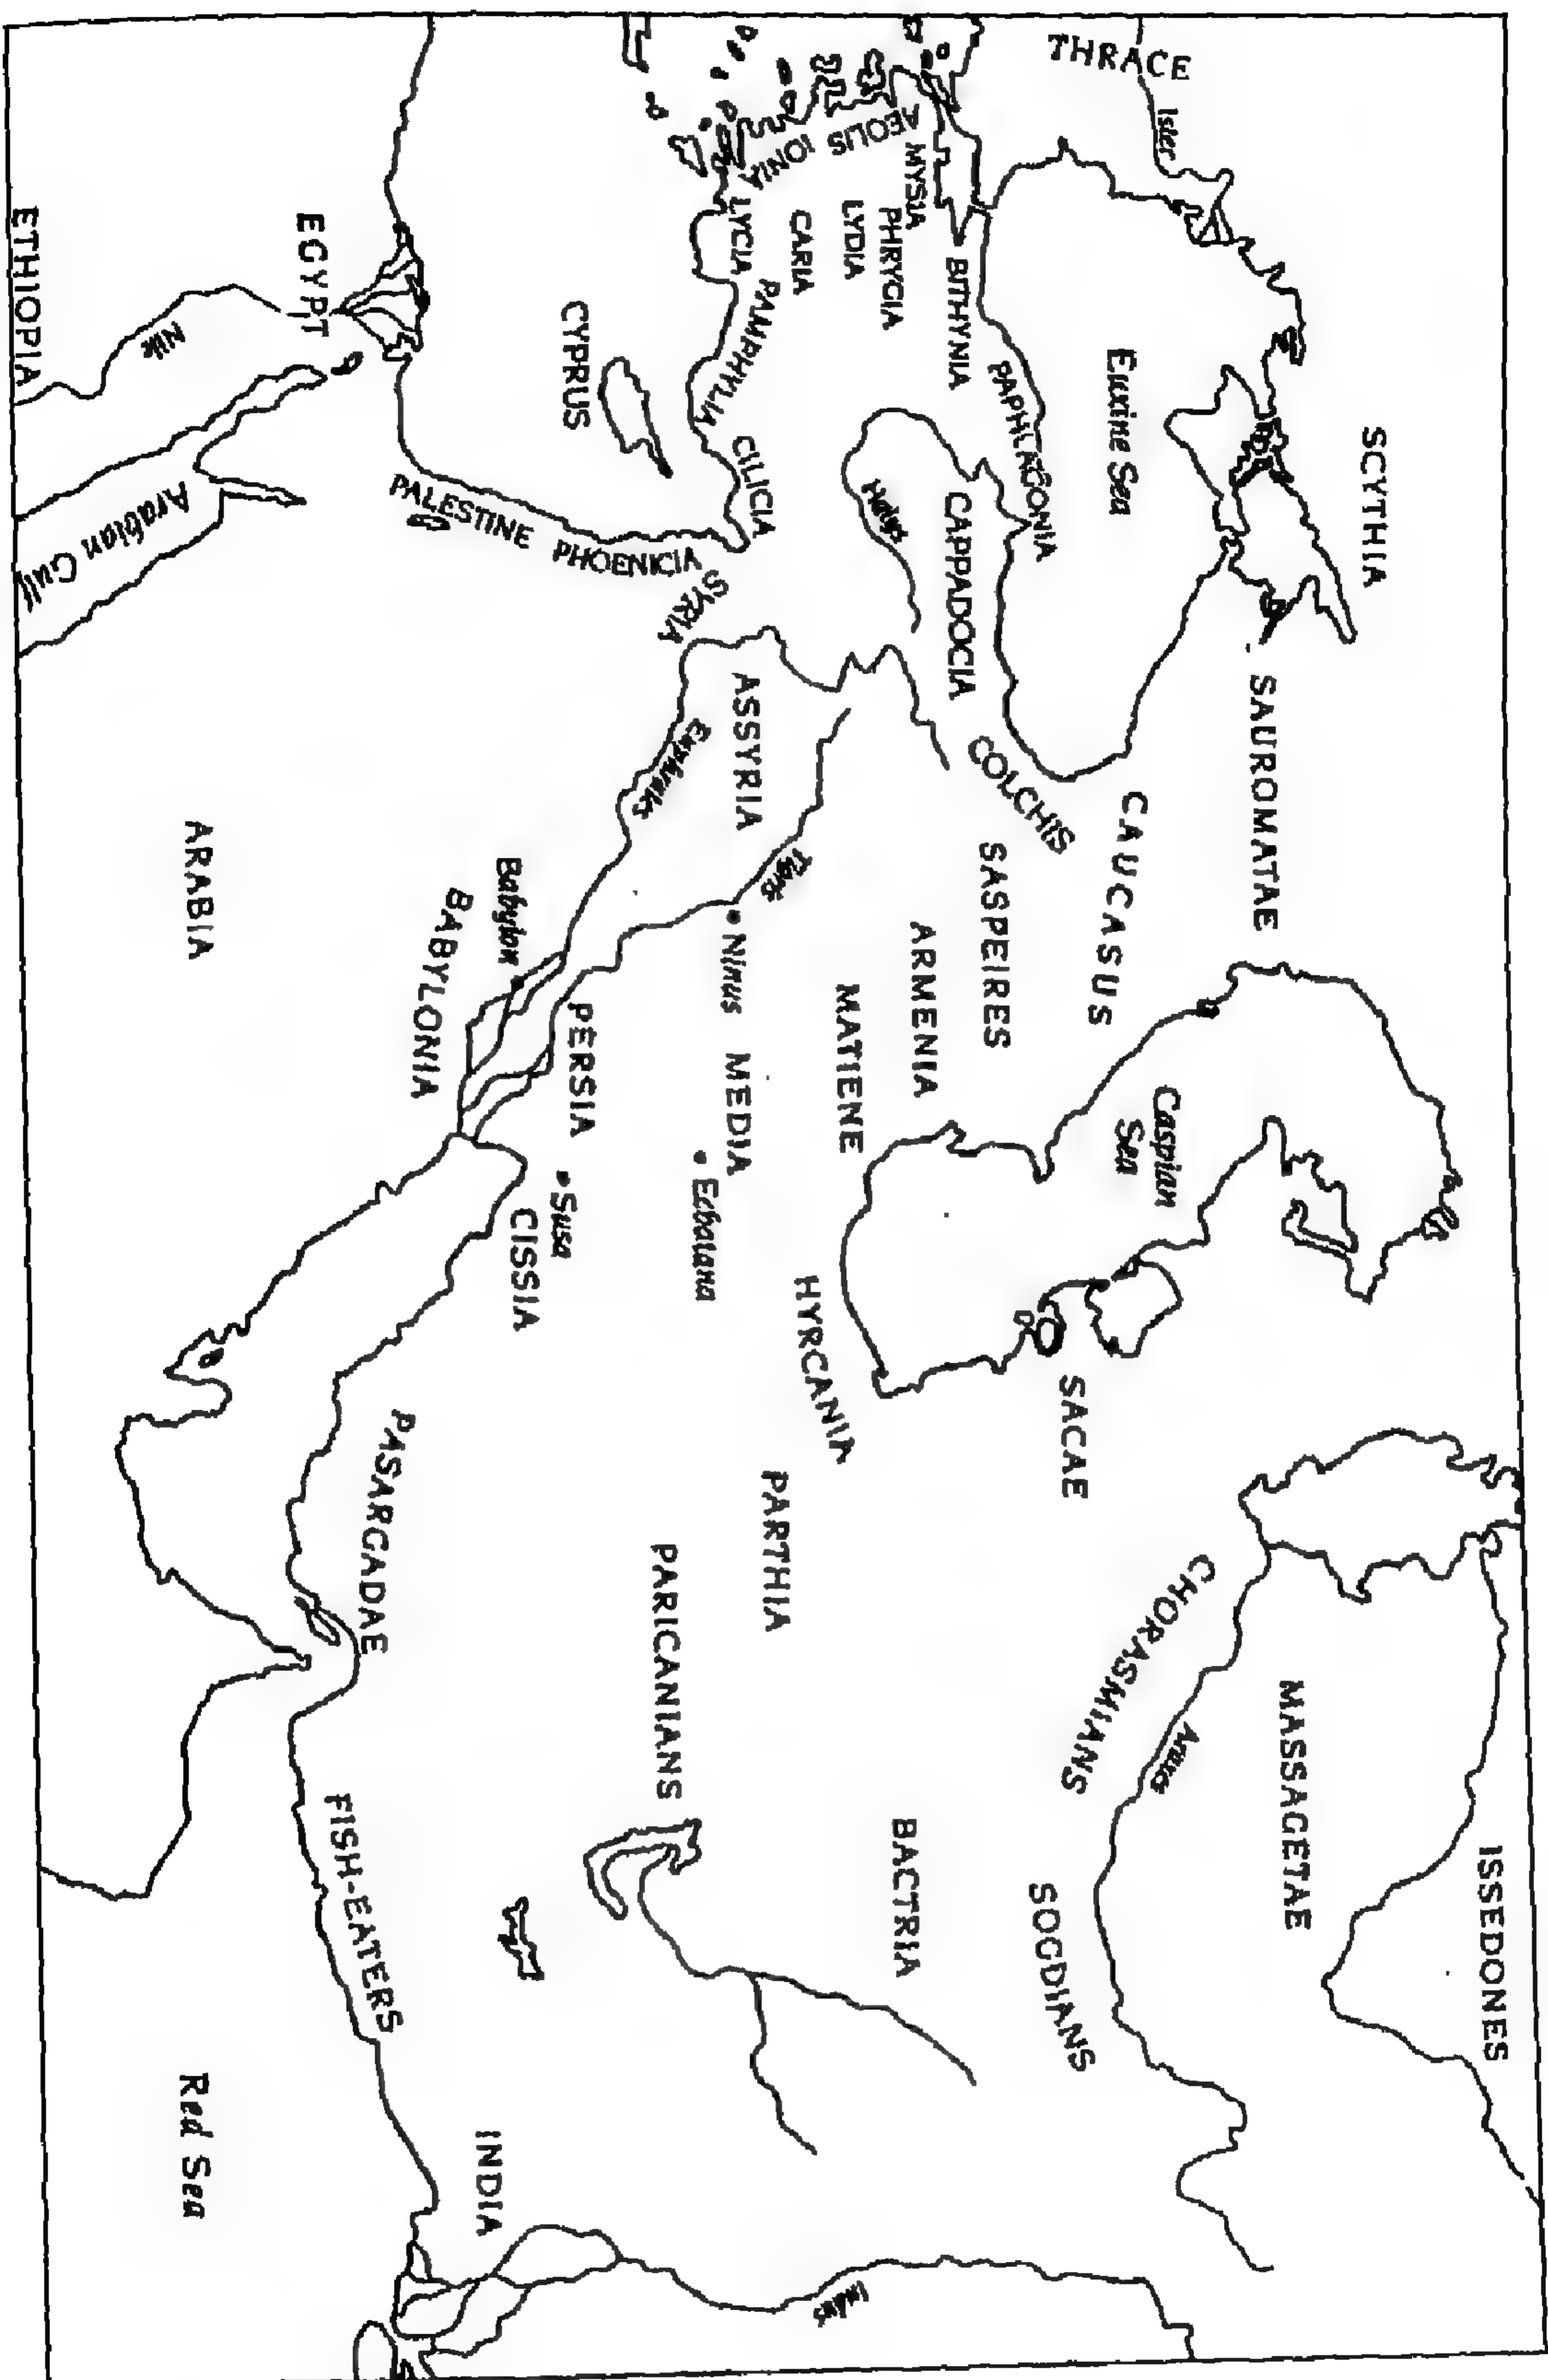 THRACE
Ister
SCYTHIA
SAUROMATAE
MASSAGETAE
ISSEDONES
Euxine Sea
CAUCASUS
Caspian
Sea
SACAE
CHORASMIANS
SOGDIANS
COLCHIS
SASPEIRES
AEOLIS
IONIA
MYSIA
PHRYGIA
LYDIA
CARIA
LYCIA
PAMPHYLIA
BITHYNIA
PAPHLAGONIA
CAPPADOCIA
Halys
CILICIA
ARMENIA
MATIENE
HYRCANIA
PARTHIA
BACTRIA
PARICANIANS
CYPRUS
SYRIA
PHOENICIA
PALESTINE
ASSYRIA
Euphrates
Ninus
MEDIA
Ecbatana
PERSIA
Susa
CISSIA
Babylon
BABYLONIA
PASARGADAE
FISH-EATERS
INDIA
EGYPT
Nile
ETHIOPIA
Arabian Gulf
ARABIA
Red Sea